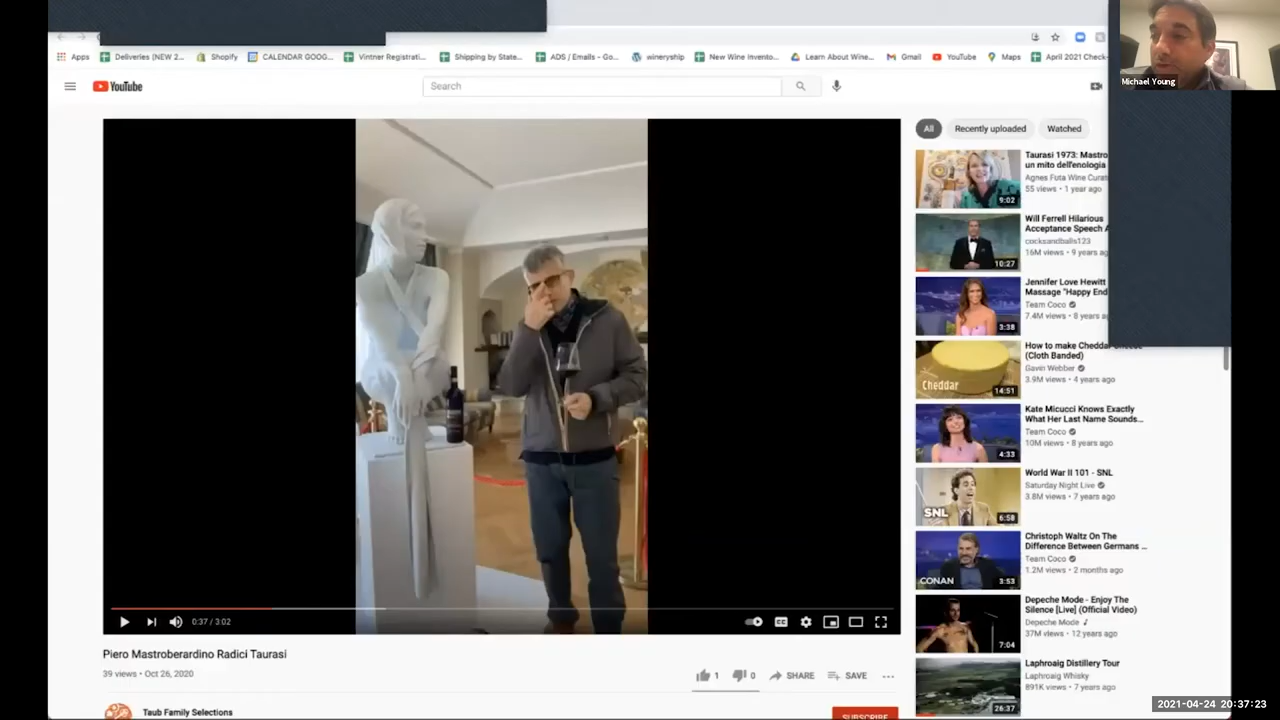 Apps
Deliveries (NEW 2...
Shopify
CALENDAR GOOG...
Vintner Registrati...
Shipping by State...
ADS / Emails - Go...
wineryship
New Wine Invento...
Learn About Wine...
Gmail
YouTube
Maps
April 2021 Check
Michael Young
YouTube
Search
All
Recently uploaded
Watched
Taurasi 1973: Mastro
un mito dell'enologia
Agnes Futa Wine Curat
55 views • 1 year ago
9:02
Will Ferrell Hilarious
Acceptance Speech A
cocksandballs123
16M views • 9 years ag
10:27
Jennifer Love Hewitt
Massage "Happy End
Team Coco
7.4M views • 8 years ag
3:38
How to make Cheddar Cheese
(Cloth Banded)
Gavin Webber
3.9M views • 4 years ago
Cheddar
14:51
Kate Micucci Knows Exactly
What Her Last Name Sounds...
Team Coco
10M views • 8 years ago
4:33
World War II 101 - SNL
Saturday Night Live
3.8M views • 7 years ago
SNL
6:58
Christoph Waltz On The
Difference Between Germans ...
Team Coco
1.2M views • 2 months ago
CONAN
3:53
Depeche Mode - Enjoy The
Silence [Live] (Official Video)
Depeche Mode
37M views • 12 years ago
7:04
Laphroaig Distillery Tour
Laphroaig Whisky
891K views • 7 years ago
26:37
0:37 / 3:02
CC
Piero Mastroberardino Radici Taurasi
39 views • Oct 26, 2020
1
0
SHARE
SAVE
Taub Family Selections
SUBSCRIBE
2021-04-24 20:37:23